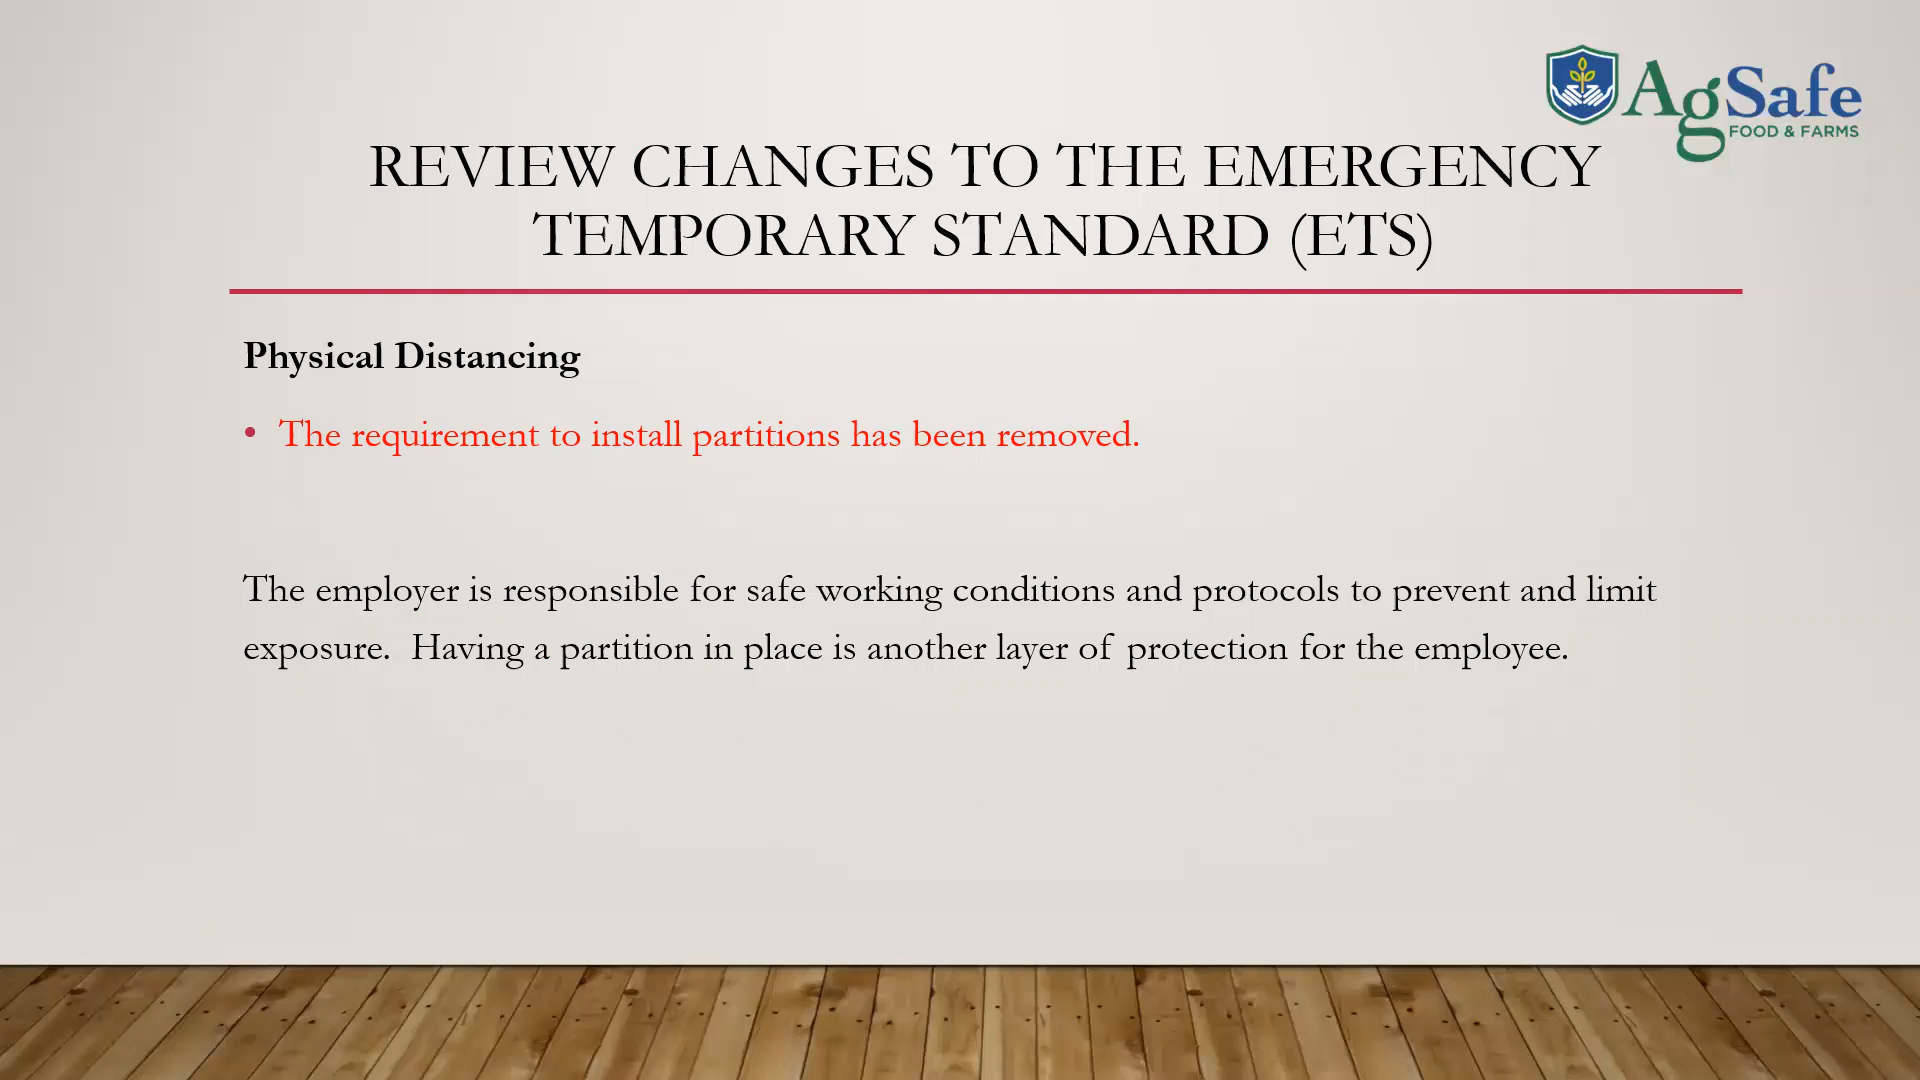 AgSafe
FOOD & FARMS
REVIEW CHANGES TO THE EMERGENCY
TEMPORARY STANDARD (ETS)
Physical Distancing
• The requirement to install partitions has been removed.
The employer is responsible for safe working conditions and protocols to prevent and limit
exposure.  Having a partition in place is another layer of protection for the employee.